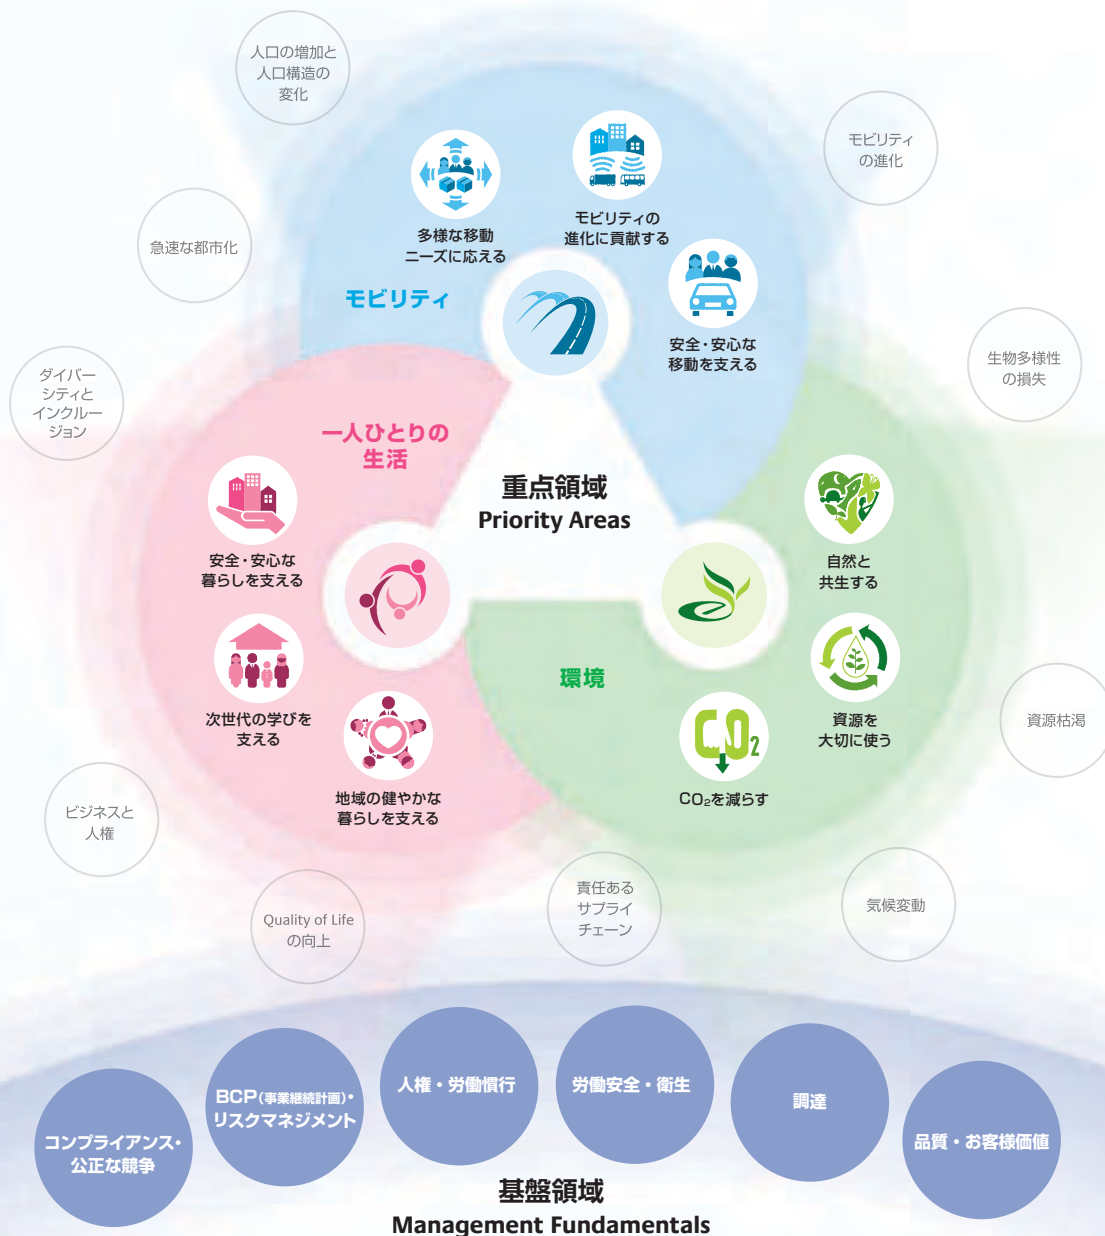 人口の増加と
人口構造の
変化
モビリティ
の進化
急速な都市化
多様な移動
ニーズに応える
モビリティの
進化に貢献する
モビリティ
安全・安心な
移動を支える
生物多様性
の損失
ダイバー
シティと
インクルー
ジョン
一人ひとりの
生活
重点領域
Priority Areas
安全・安心な
暮らしを支える
自然と
共生する
次世代の学びを
支える
環境
CO2
資源を
大切に使う
資源枯渇
地域の健やかな
暮らしを支える
CO₂を減らす
ビジネスと
人権
Quality of Life
の向上
責任ある
サプライ
チェーン
気候変動
コンプライアンス・
公正な競争
BCP(事業継続計画)・
リスクマネジメント
人権・労働慣行
労働安全・衛生
調達
品質・お客様価値
基盤領域
Management Fundamentals